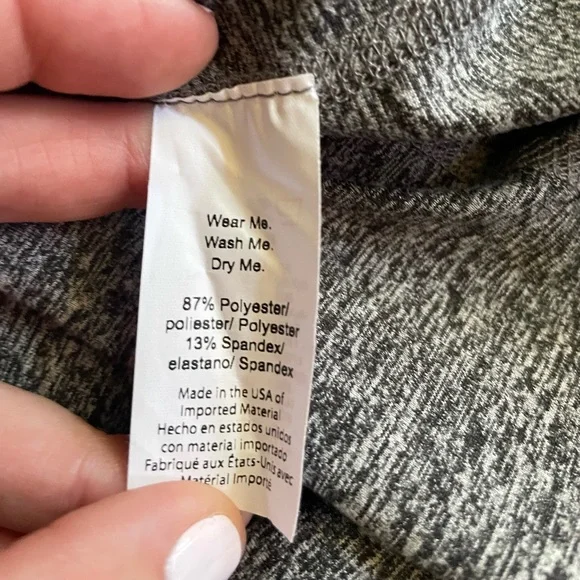 Wear Me.
Wash Me.
Dry Me.
87% Polyester/
poliester/ Polyester
13% Spandex/
elastano/ Spandex
Made in the USA of
Imported Material
Hecho en estados unidos
con material importado
Fabriqué aux États-Unis avec
Matérial Importé